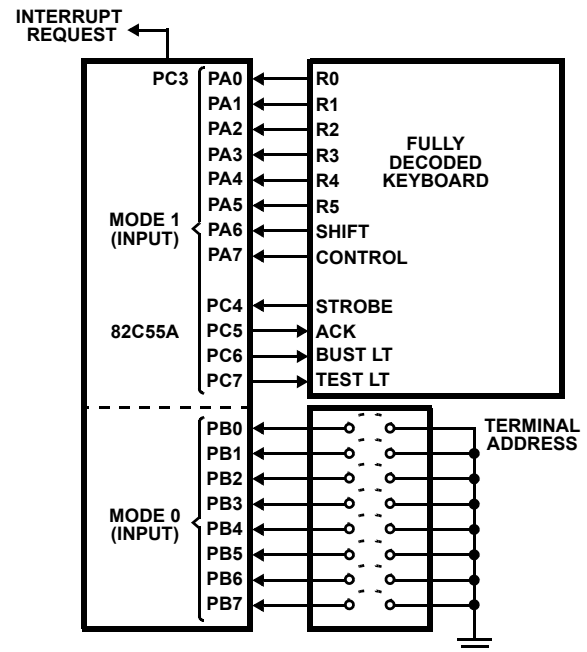 INTERRUPT
REQUEST
PC3 PA0 R0
PA1 R1
PA2 R2
PA3 R3
PA4 R4
PA5 R5
PA6 SHIFT
PA7 CONTROL
FULLY
DECODED
KEYBOARD
MODE 1
(INPUT)
PC4 STROBE
82C55A PC5 ACK
PC6 BUST LT
PC7 TEST LT
PB0
PB1
PB2
PB3
PB4
PB5
PB6
PB7
MODE 0
(INPUT)
TERMINAL
ADDRESS